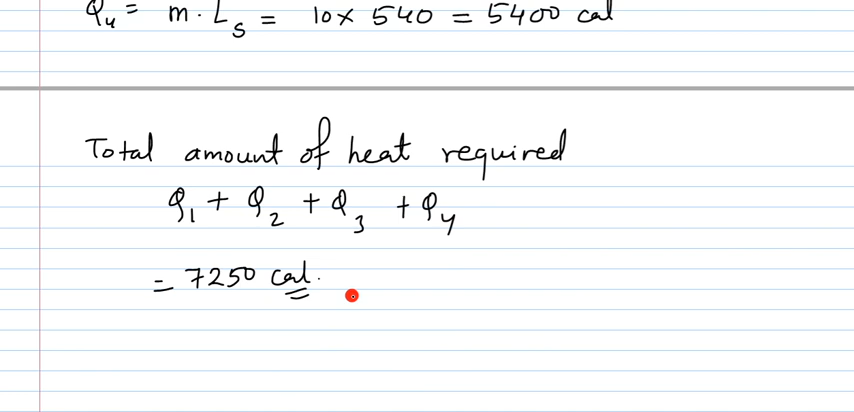 Q4 = m · Ls = 10 x 540 = 5400 cal
Total amount of heat required
Q1 + Q2 + Q3 + Q4
= 7250 cal.